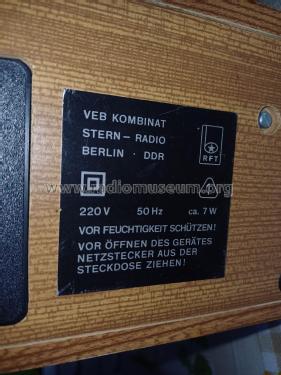 VEB KOMBINAT
STERN-RADIO
BERLIN · DDR
RFT
www.radiomuseum.org
220 V 50 Hz ca. 7 W
VOR FEUCHTIGKEIT SCHÜTZEN!
VOR ÖFFNEN DES GERÄTES
NETZSTECKER AUS DER
STECKDOSE ZIEHEN!